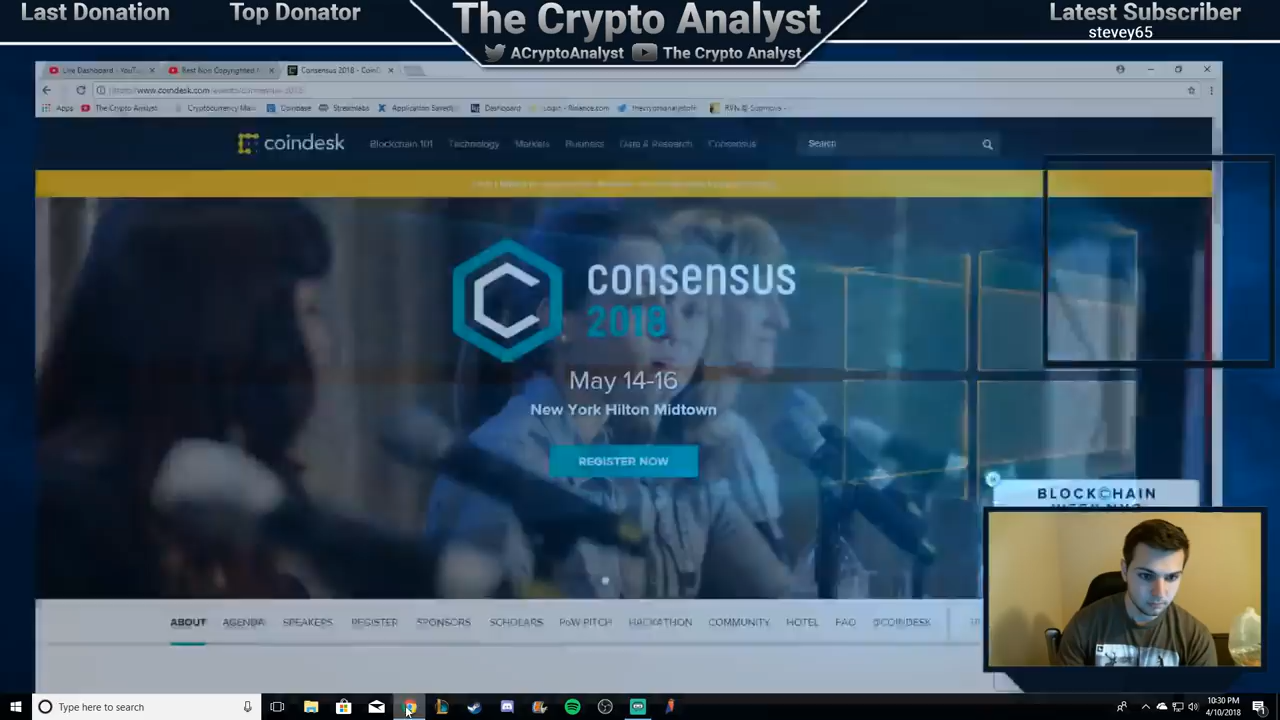 Last Donation
Top Donator
The Crypto Analyst
Latest Subscriber
stevey65
ACryptoAnalyst
The Crypto Analyst
Consensus 2018 - Coin
Apps
The Crypto Analyst
Coinbase
Streamlabs
Dashboard
coindesk
Blockchain 101
Technology
Markets
Business
Data & Research
Consensus
Search
consensus
2018
May 14-16
New York Hilton Midtown
REGISTER NOW
BLOCKCHAIN
ABOUT
AGENDA
SPEAKERS
REGISTER
SPONSORS
SCHOLARS
PoW PITCH
HACKATHON
COMMUNITY
HOTEL
FAQ
@COINDESK
Type here to search
10:30 PM
4/10/2018